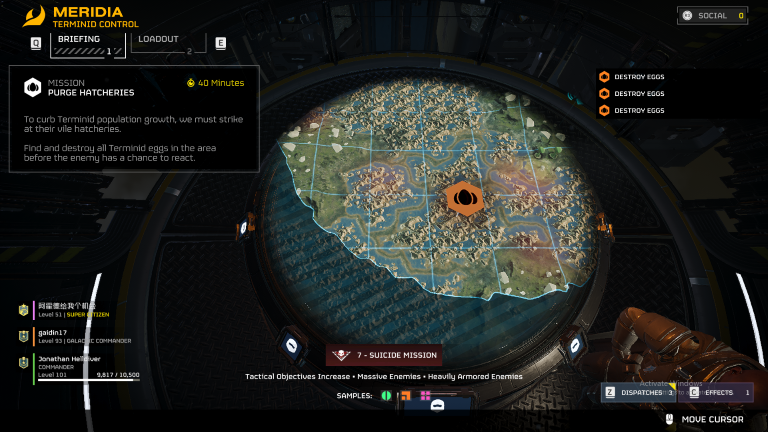 MERIDIA
TERMINID CONTROL
SOCIAL 0
Q BRIEFING 1 LOADOUT 2 E
MISSION
PURGE HATCHERIES
40 Minutes
To curb Terminid population growth, we must strike
at their vile hatcheries.
Find and destroy all Terminid eggs in the area
before the enemy has a chance to react.
DESTROY EGGS
DESTROY EGGS
DESTROY EGGS
Level 51 | SUPER CITIZEN
gaidin17
Level 93 | GALACTIC COMMANDER
Jonathan Helldiver
COMMANDER
Level 101 9,817 / 10,500
7 - SUICIDE MISSION
Tactical Objectives Increase • Massive Enemies • Heavily Armored Enemies
SAMPLES:
Activate Windows
Z DISPATCHES 3 C EFFECTS 1
MOVE CURSOR